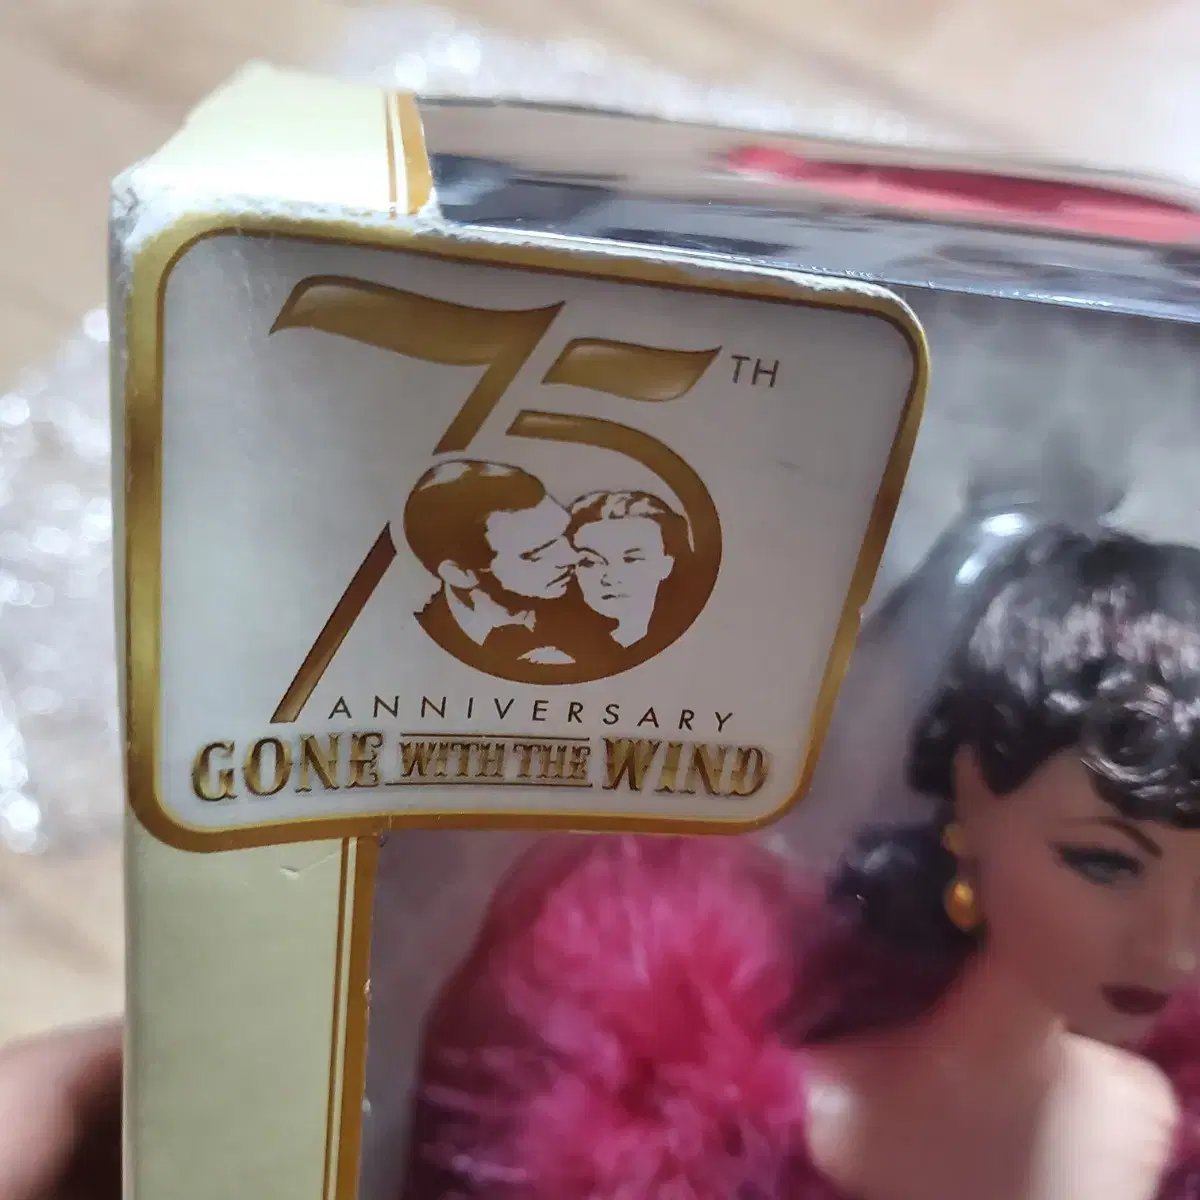 75TH
ANNIVERSARY
GONE WITH THE WIND